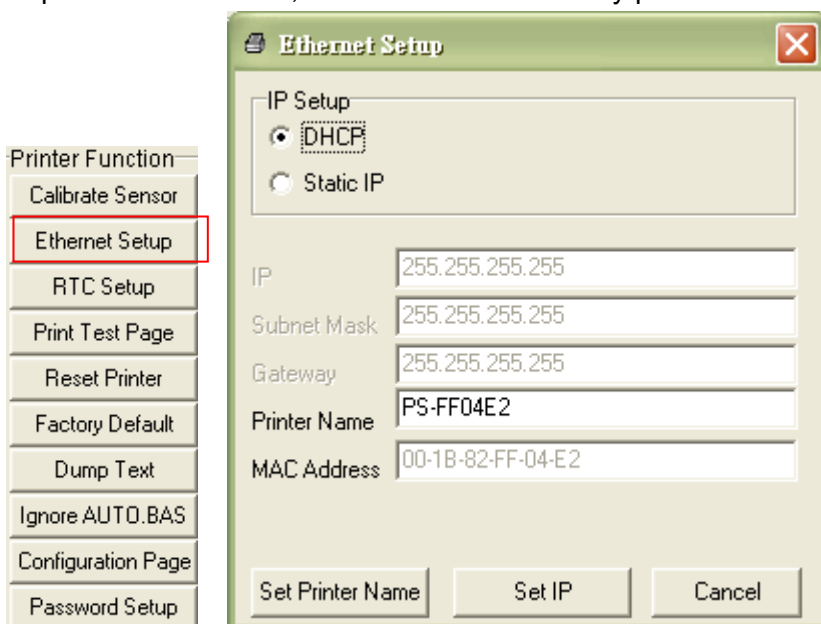 Printer Function
Calibrate Sensor
Ethernet Setup
RTC Setup
Print Test Page
Reset Printer
Factory Default
Dump Text
Ignore AUTO.BAS
Configuration Page
Password Setup
Ethernet Setup
IP Setup
DHCP
Static IP
IP 255.255.255.255
Subnet Mask 255.255.255.255
Gateway 255.255.255.255
Printer Name PS-FF04E2
MAC Address 00-1B-82-FF-04-E2
Set Printer Name Set IP Cancel